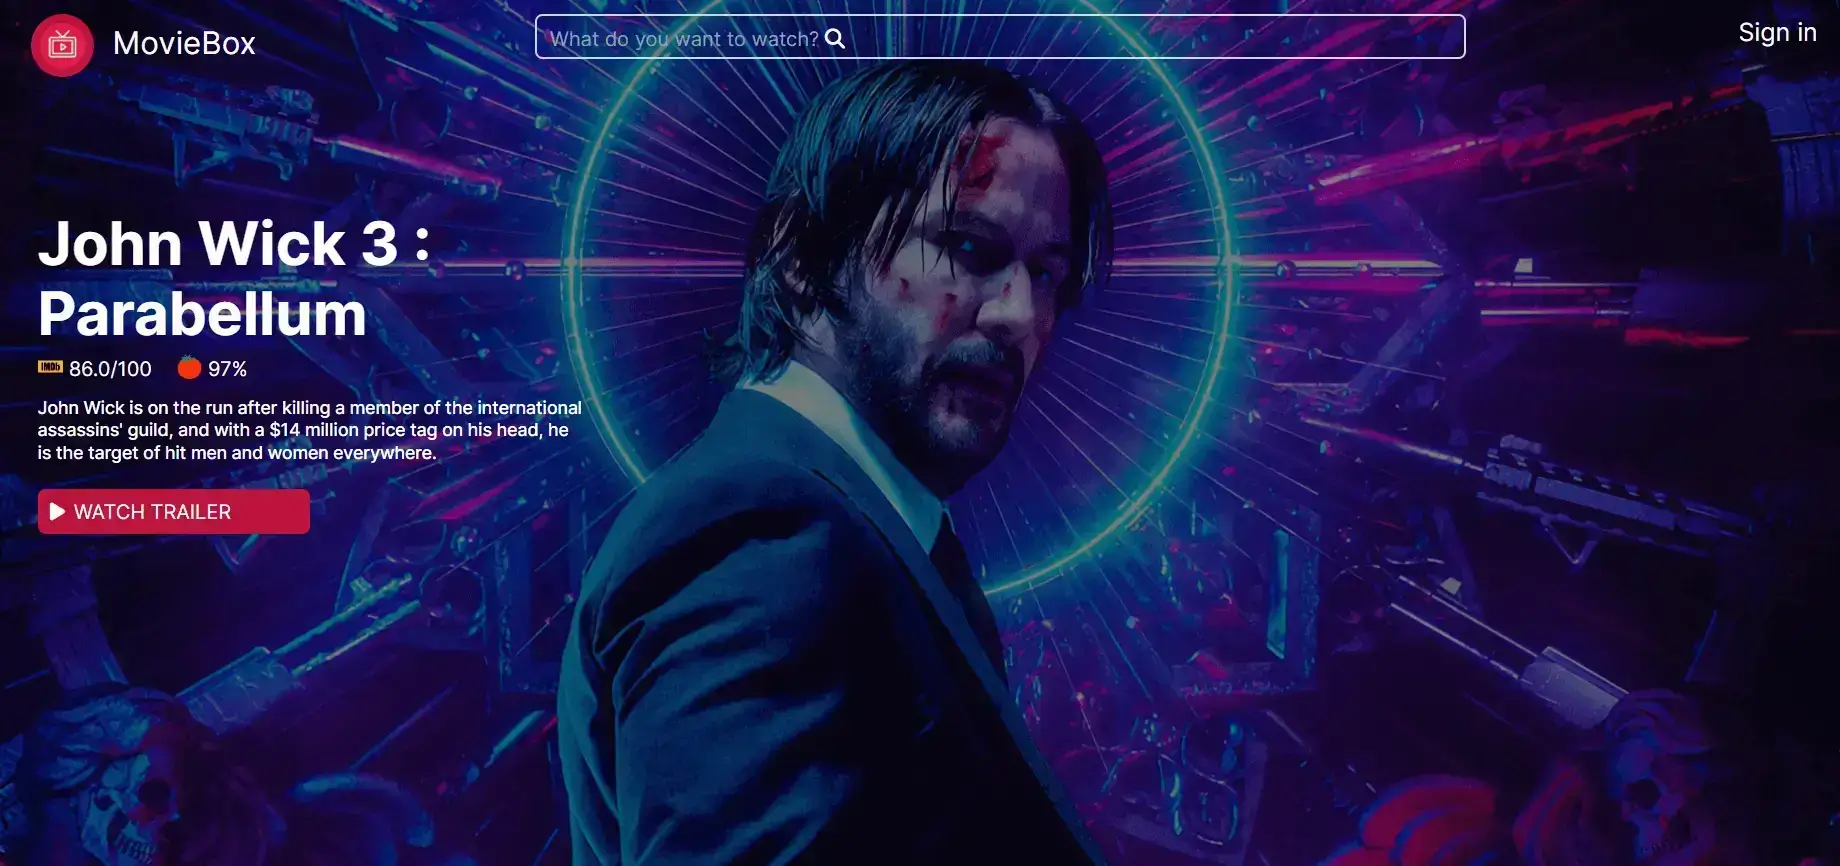 MovieBox
What do you want to watch?
Sign in
John Wick 3 :
Parabellum
IMDb 86.0/100 97%
John Wick is on the run after killing a member of the international
assassins' guild, and with a $14 million price tag on his head, he
is the target of hit men and women everywhere.
WATCH TRAILER